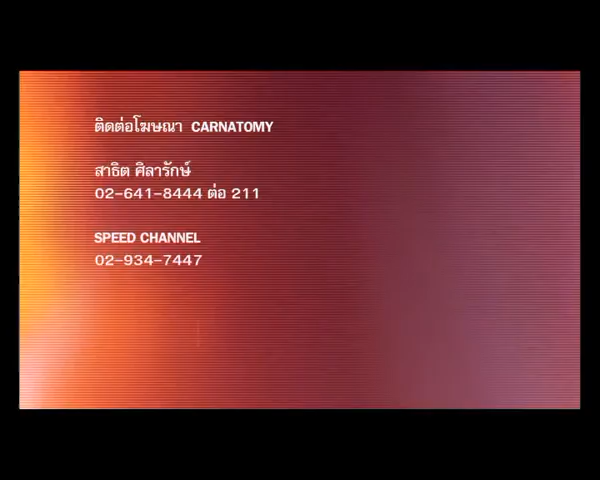 ติดต่อโฆษณา CARNATOMY
สาธิต ศิลารักษ์
02-641-8444 ต่อ 211
SPEED CHANNEL
02-934-7447